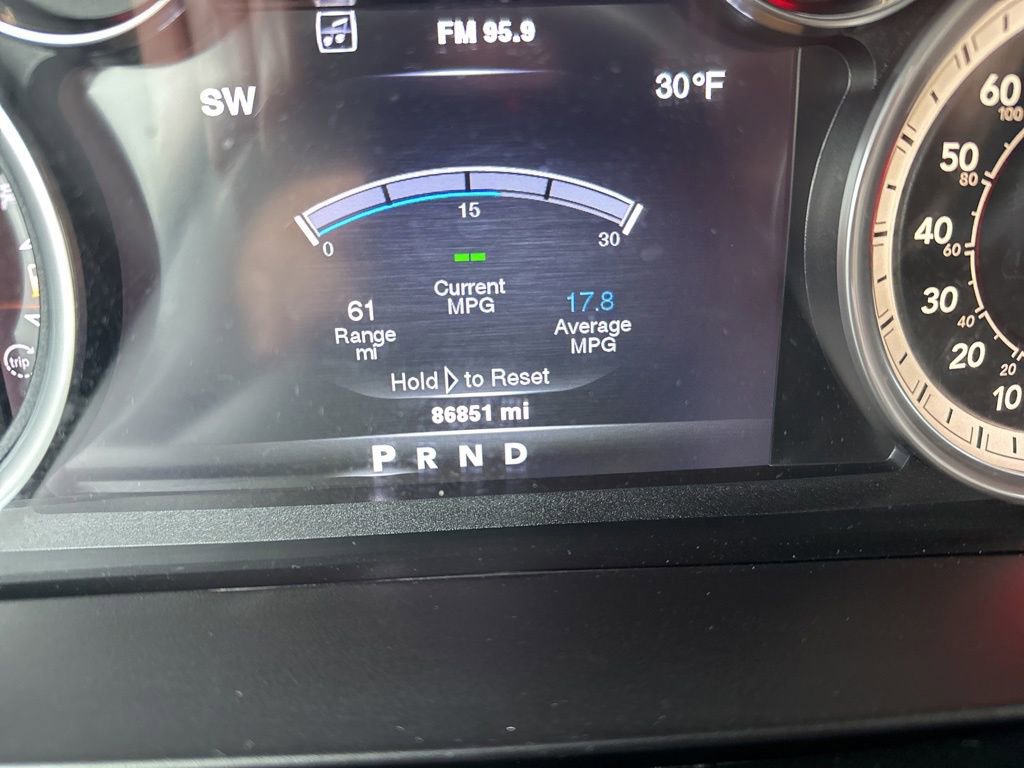 FM 95.9
SW
30°F
0
15
30
Current
MPG
61
Range
mi
17.8
Average
MPG
Hold to Reset
86851 mi
P R N D
trip
60
100
50
80
40
60
30
40
20
20
10